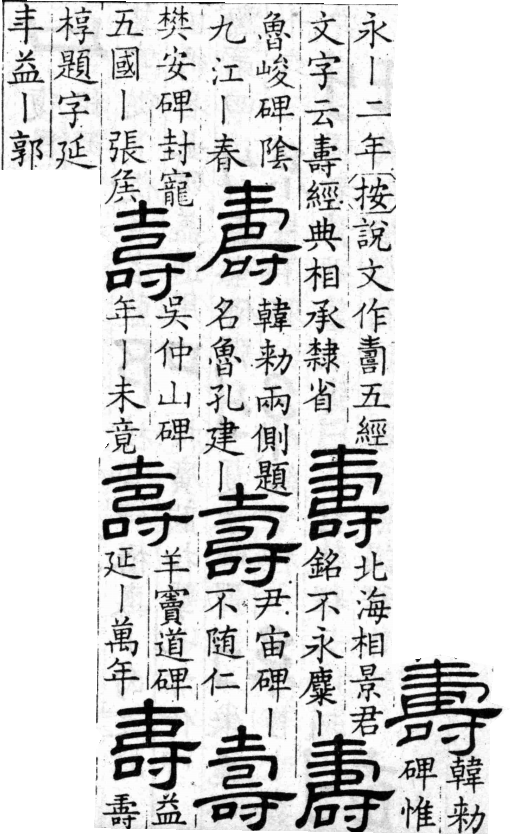 壽
韓勑
碑惟
永丨二年按說文作𦓃五經
文字云壽經典相承隸省
壽
北海相景君
銘不永麋丨
壽
魯峻碑陰
九江丨春
壽
韓勑兩側題
名魯孔建丨
壽
尹宙碑丨
不隨仁
壽
樊安碑封寵
五國丨張矦
壽
吳仲山碑
年丨未竟
壽
羊竇道碑
延丨萬年
壽
益
壽
椁題字延
年益丨郭